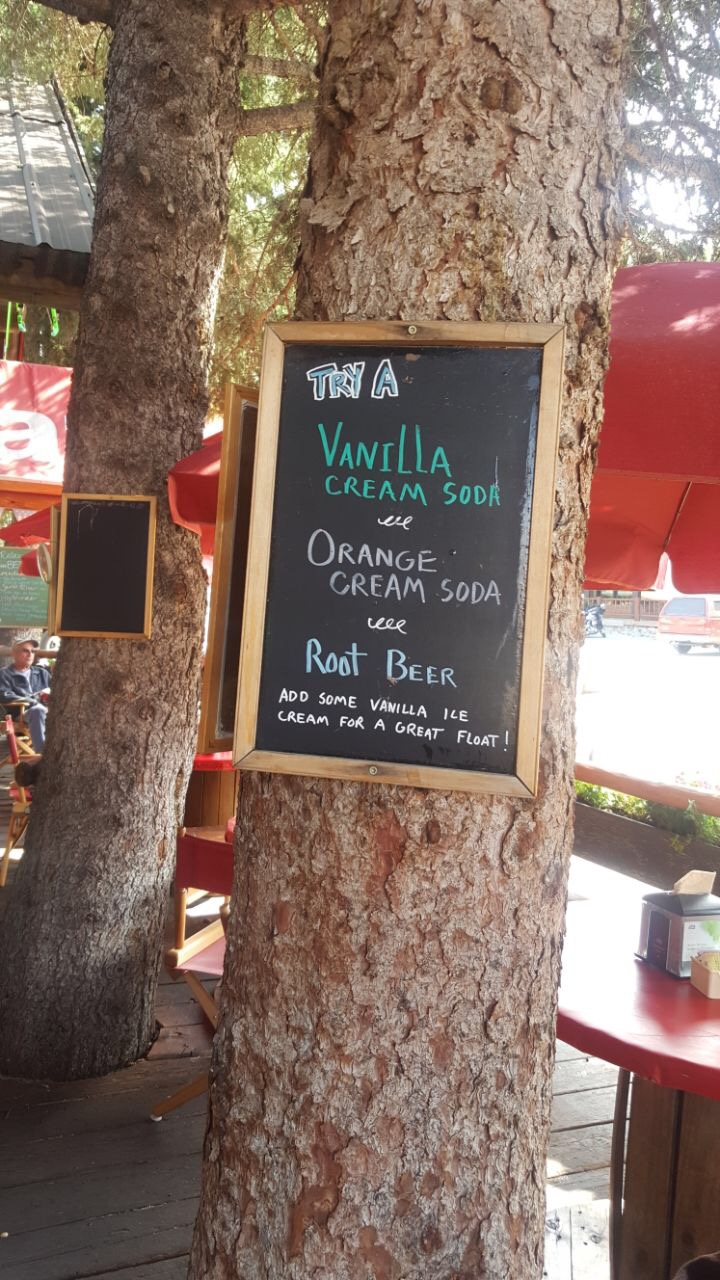 TRY A
VANILLA
CREAM SODA
ORANGE
CREAM SODA
ROOT BEER
ADD SOME VANILLA ICE
CREAM FOR A GREAT FLOAT!